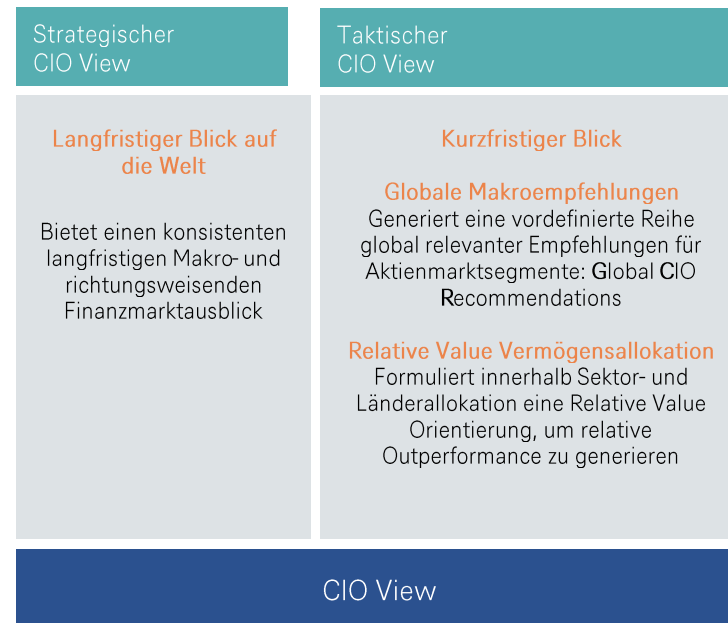 Strategischer
CIO View
Langfristiger Blick auf
die Welt
Bietet einen konsistenten
langfristigen Makro- und
richtungsweisenden
Finanzmarktausblick
Taktischer
CIO View
Kurzfristiger Blick
Globale Makroempfehlungen
Generiert eine vordefinierte Reihe
global relevanter Empfehlungen für
Aktienmarktsegmente: Global CIO
Recommendations
Relative Value Vermögensallokation
Formuliert innerhalb Sektor- und
Länderallokation eine Relative Value
Orientierung, um relative
Outperformance zu generieren
CIO View